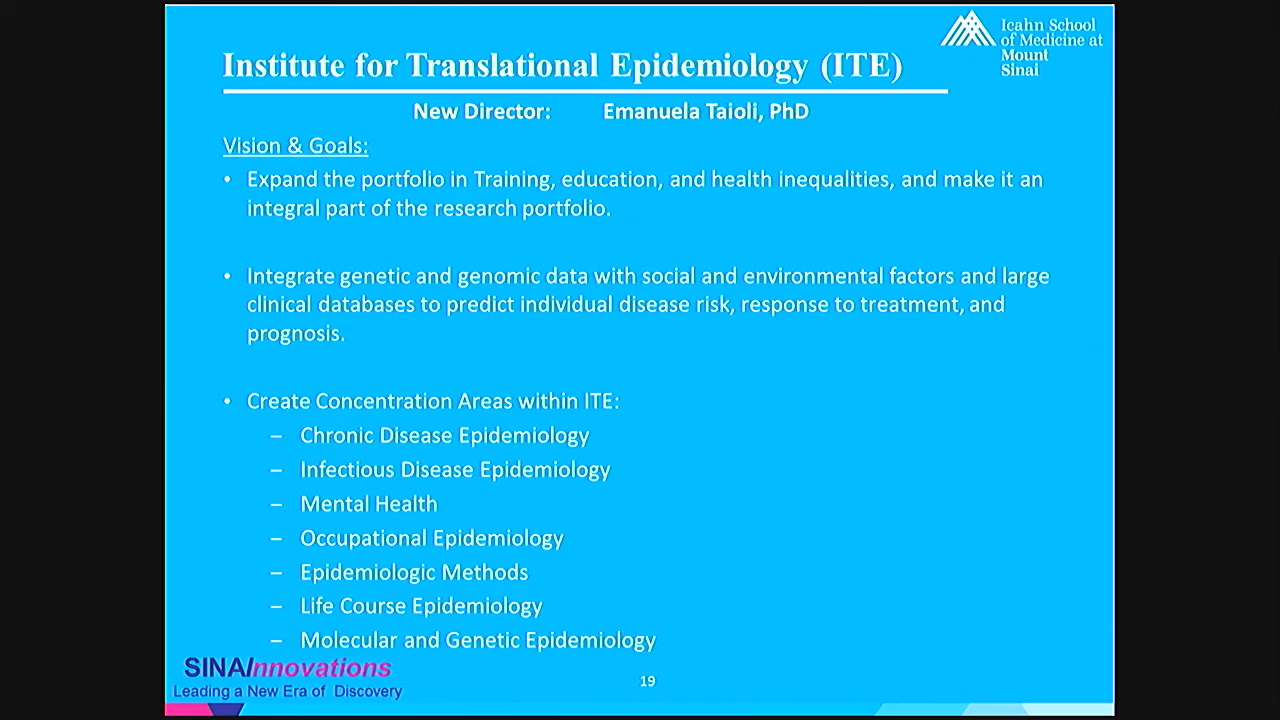 Icahn School
of Medicine at
Mount
Sinai
Institute for Translational Epidemiology (ITE)
New Director: Emanuela Taioli, PhD
Vision & Goals:
• Expand the portfolio in Training, education, and health inequalities, and make it an
integral part of the research portfolio.
• Integrate genetic and genomic data with social and environmental factors and large
clinical databases to predict individual disease risk, response to treatment, and
prognosis.
• Create Concentration Areas within ITE:
– Chronic Disease Epidemiology
– Infectious Disease Epidemiology
– Mental Health
– Occupational Epidemiology
– Epidemiologic Methods
– Life Course Epidemiology
– Molecular and Genetic Epidemiology
SINAInnovations
Leading a New Era of Discovery
19